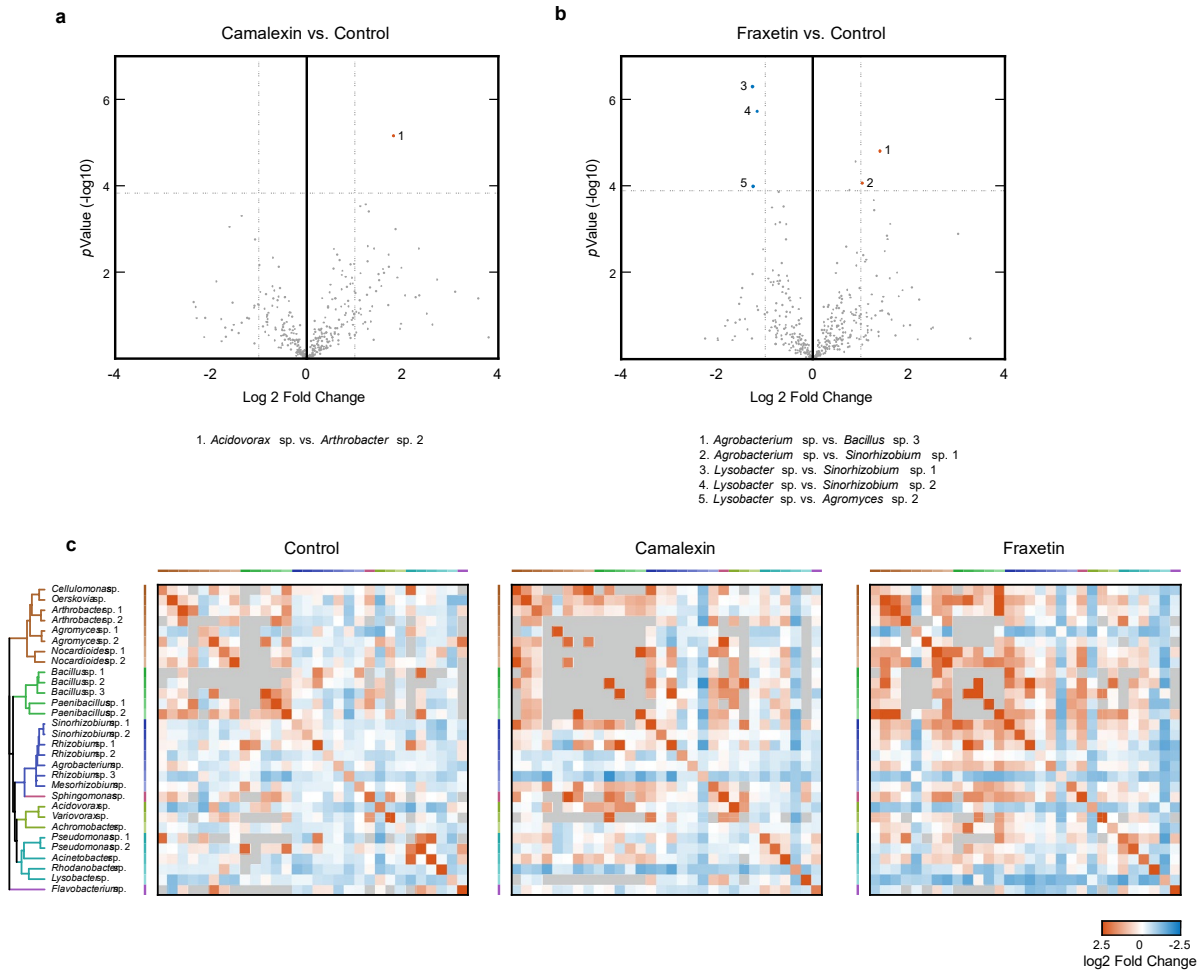 a
b
Camalexin vs. Control
Fraxetin vs. Control
6
4
2
pValue (-log10)
1
-4
-2
0
2
4
Log 2 Fold Change
6
4
2
pValue (-log10)
3
4
5
1
2
-4
-2
0
2
4
Log 2 Fold Change
1. Acidovorax sp. vs. Arthrobacter sp. 2
1. Agrobacterium sp. vs. Bacillus sp. 3
2. Agrobacterium sp. vs. Sinorhizobium sp. 1
3. Lysobacter sp. vs. Sinorhizobium sp. 1
4. Lysobacter sp. vs. Sinorhizobium sp. 2
5. Lysobacter sp. vs. Agromyces sp. 2
c
Control
Camalexin
Fraxetin
Cellulomonas sp.
Oerskovia sp.
Arthrobacter sp. 1
Arthrobacter sp. 2
Agromyces sp. 1
Agromyces sp. 2
Nocardioides sp. 1
Nocardioides sp. 2
Bacillus sp. 1
Bacillus sp. 2
Bacillus sp. 3
Paenibacillus sp. 1
Paenibacillus sp. 2
Sinorhizobium sp. 1
Sinorhizobium sp. 2
Rhizobium sp. 1
Rhizobium sp. 2
Agrobacterium sp.
Rhizobium sp. 3
Mesorhizobium sp.
Sphingomonas sp.
Acidovorax sp.
Variovorax sp.
Achromobacter sp.
Pseudomonas sp. 1
Pseudomonas sp. 2
Acinetobacter sp.
Rhodanobacter sp.
Lysobacter sp.
Flavobacterium sp.
2.5
0
-2.5
log2 Fold Change